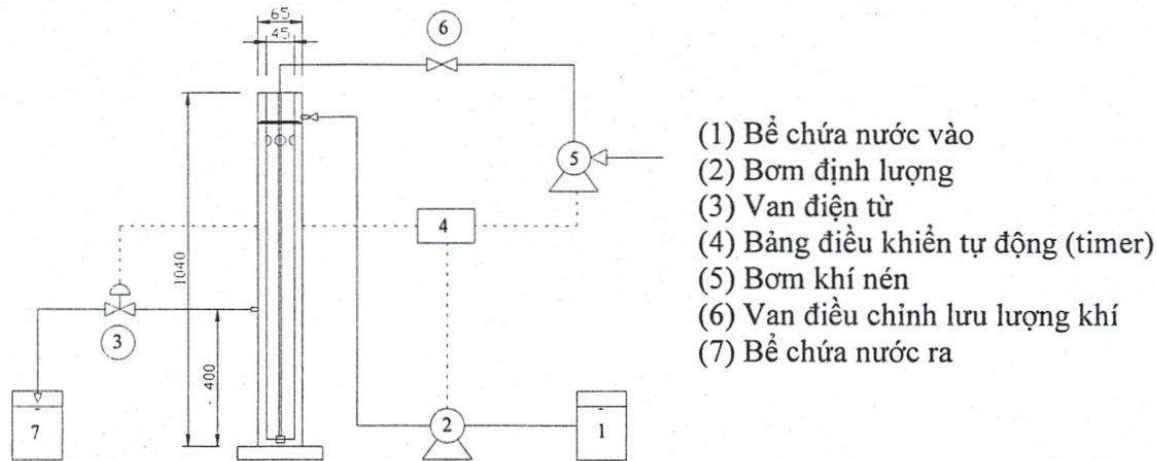 65
45
6
5
4
1040
3
400
7
2
1
(1) Bể chứa nước vào
(2) Bơm định lượng
(3) Van điện từ
(4) Bảng điều khiển tự động (timer)
(5) Bơm khí nén
(6) Van điều chỉnh lưu lượng khí
(7) Bể chứa nước ra